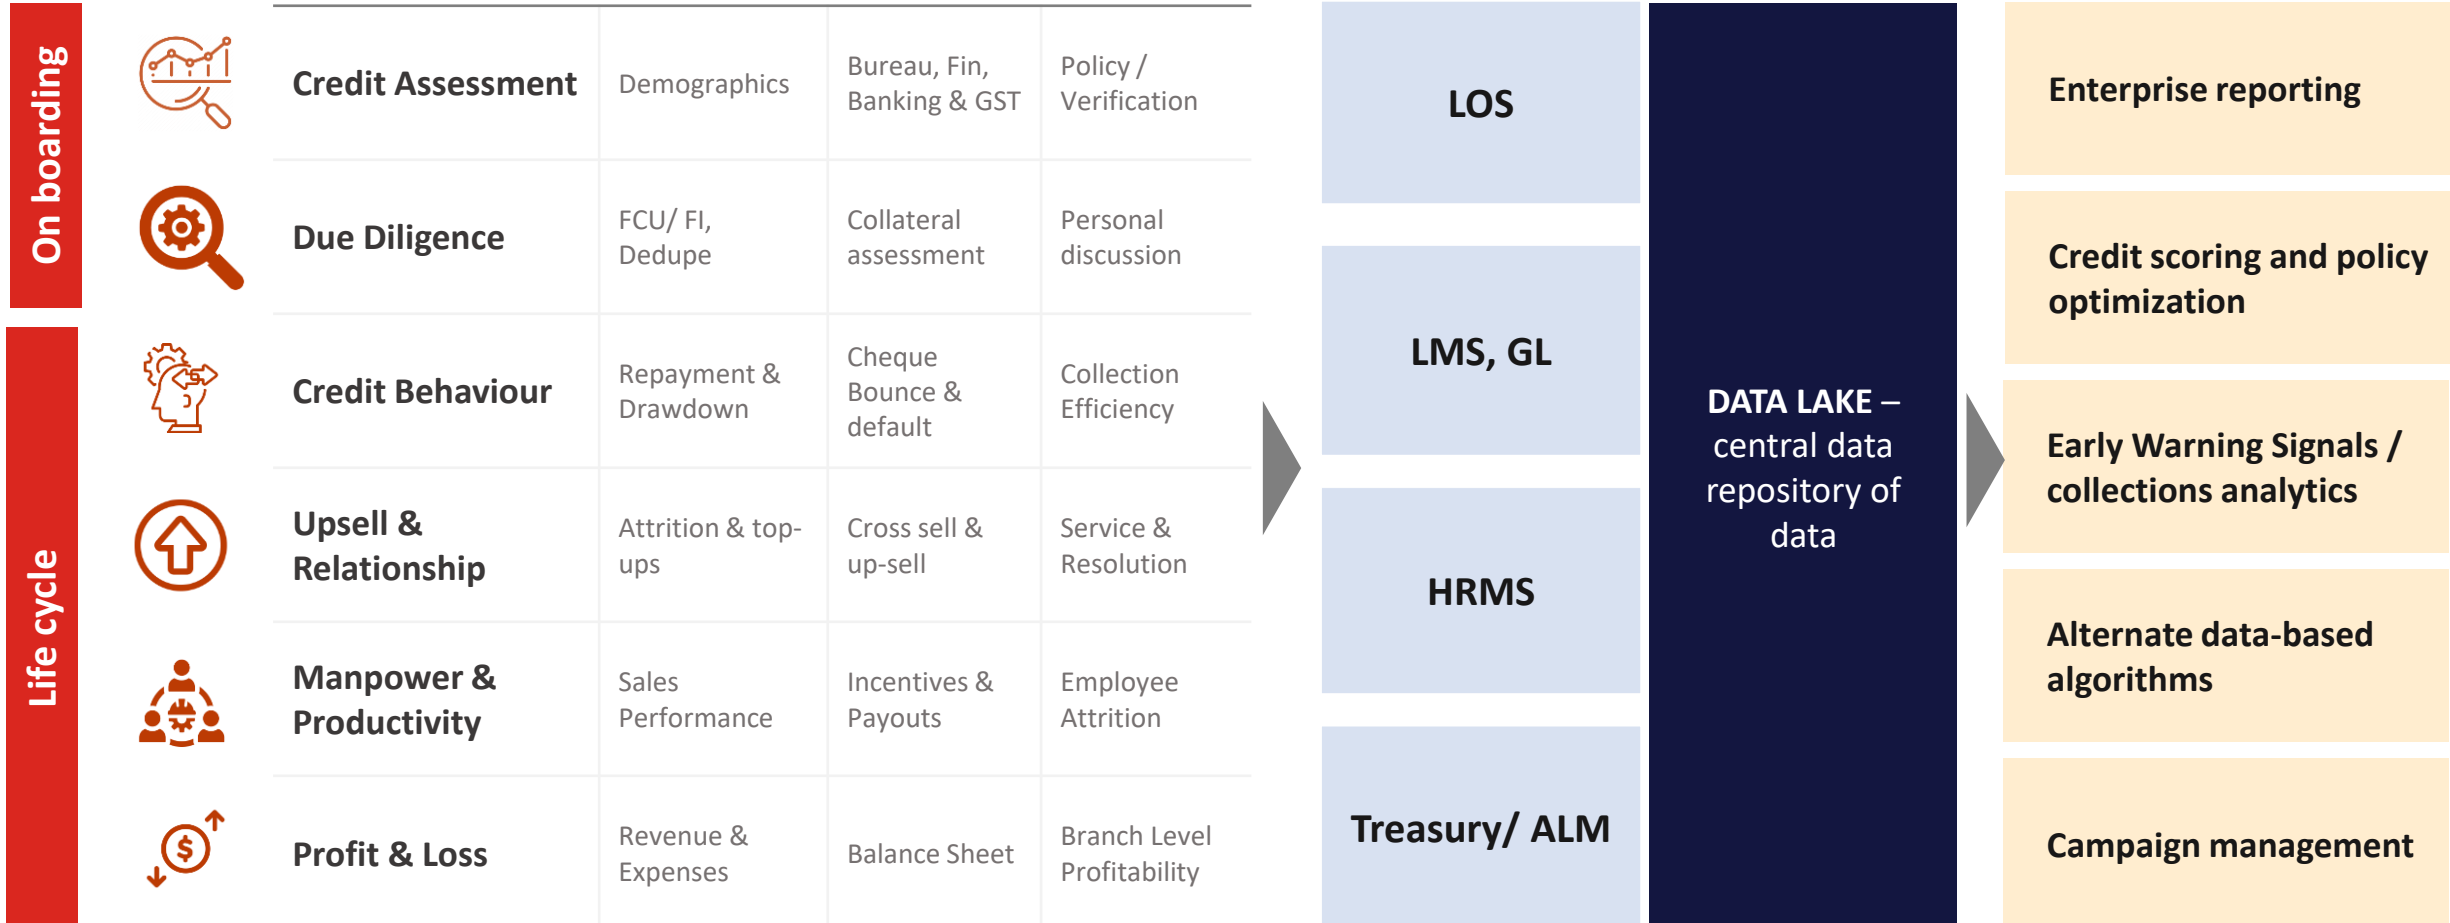 On boarding
Credit Assessment
Demographics
Bureau, Fin,
Banking & GST
Policy /
Verification
Due Diligence
FCU/ FI,
Dedupe
Collateral
assessment
Personal
discussion
Life cycle
Credit Behaviour
Repayment &
Drawdown
Cheque
Bounce &
default
Collection
Efficiency
Upsell &
Relationship
Attrition & top-
ups
Cross sell &
up-sell
Service &
Resolution
Manpower &
Productivity
Sales
Performance
Incentives &
Payouts
Employee
Attrition
Profit & Loss
Revenue &
Expenses
Balance Sheet
Branch Level
Profitability
LOS
LMS, GL
HRMS
Treasury/ ALM
DATA LAKE –
central data
repository of
data
Enterprise reporting
Credit scoring and policy
optimization
Early Warning Signals /
collections analytics
Alternate data-based
algorithms
Campaign management